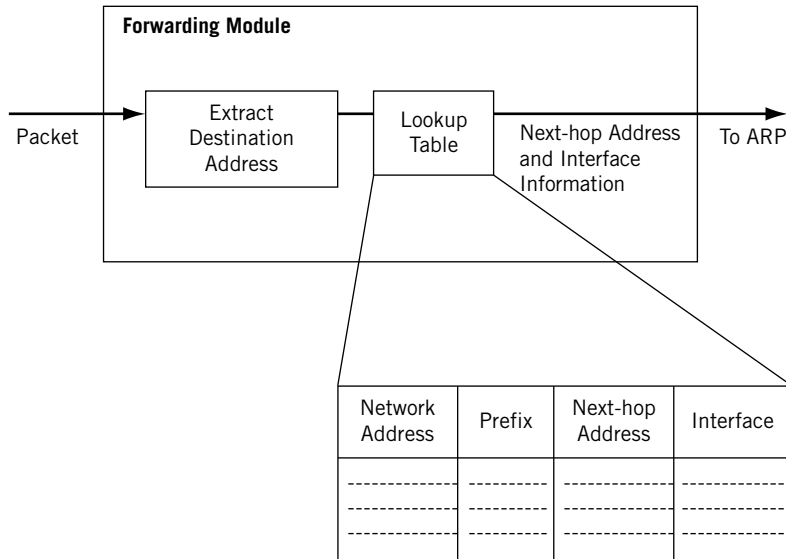 Forwarding Module
Packet
Extract
Destination
Address
Lookup
Table
Next-hop Address
and Interface
Information
To ARP
Network
Address
Prefix
Next-hop
Address
Interface